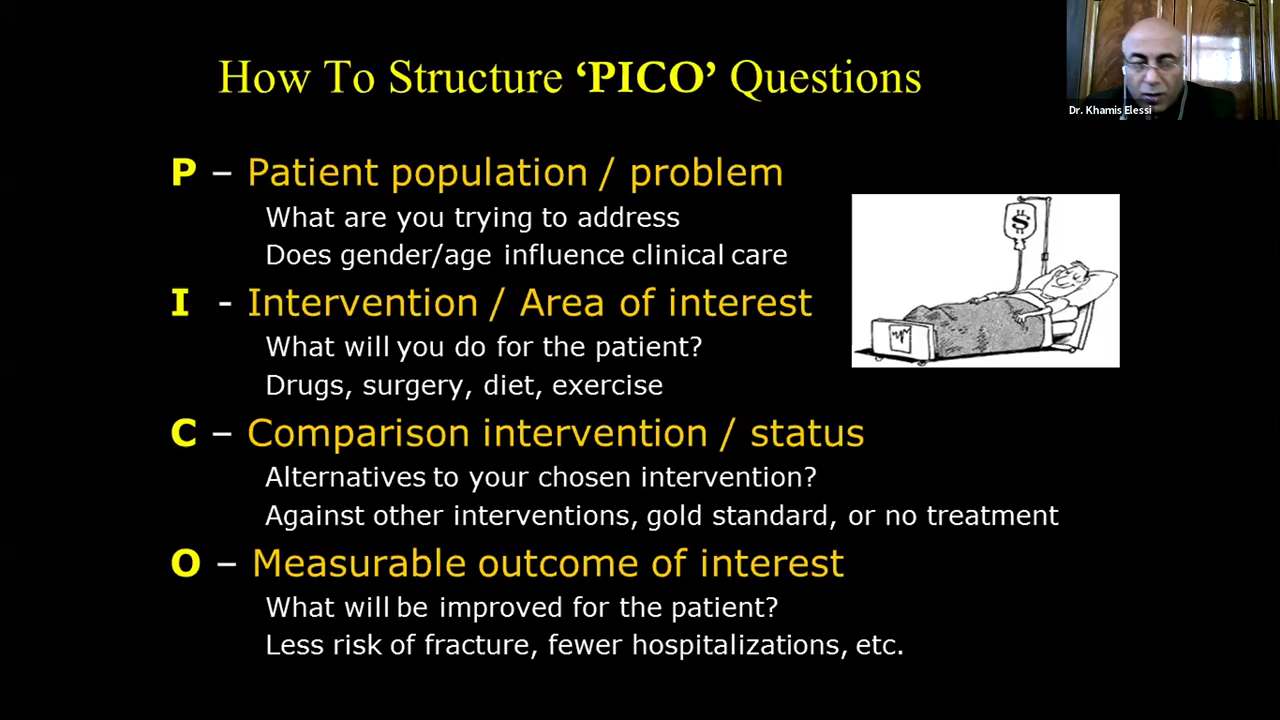 How To Structure ‘PICO’ Questions
Dr. Khamis Elessi
P – Patient population / problem
What are you trying to address
Does gender/age influence clinical care
$
I - Intervention / Area of interest
What will you do for the patient?
Drugs, surgery, diet, exercise
C – Comparison intervention / status
Alternatives to your chosen intervention?
Against other interventions, gold standard, or no treatment
O – Measurable outcome of interest
What will be improved for the patient?
Less risk of fracture, fewer hospitalizations, etc.